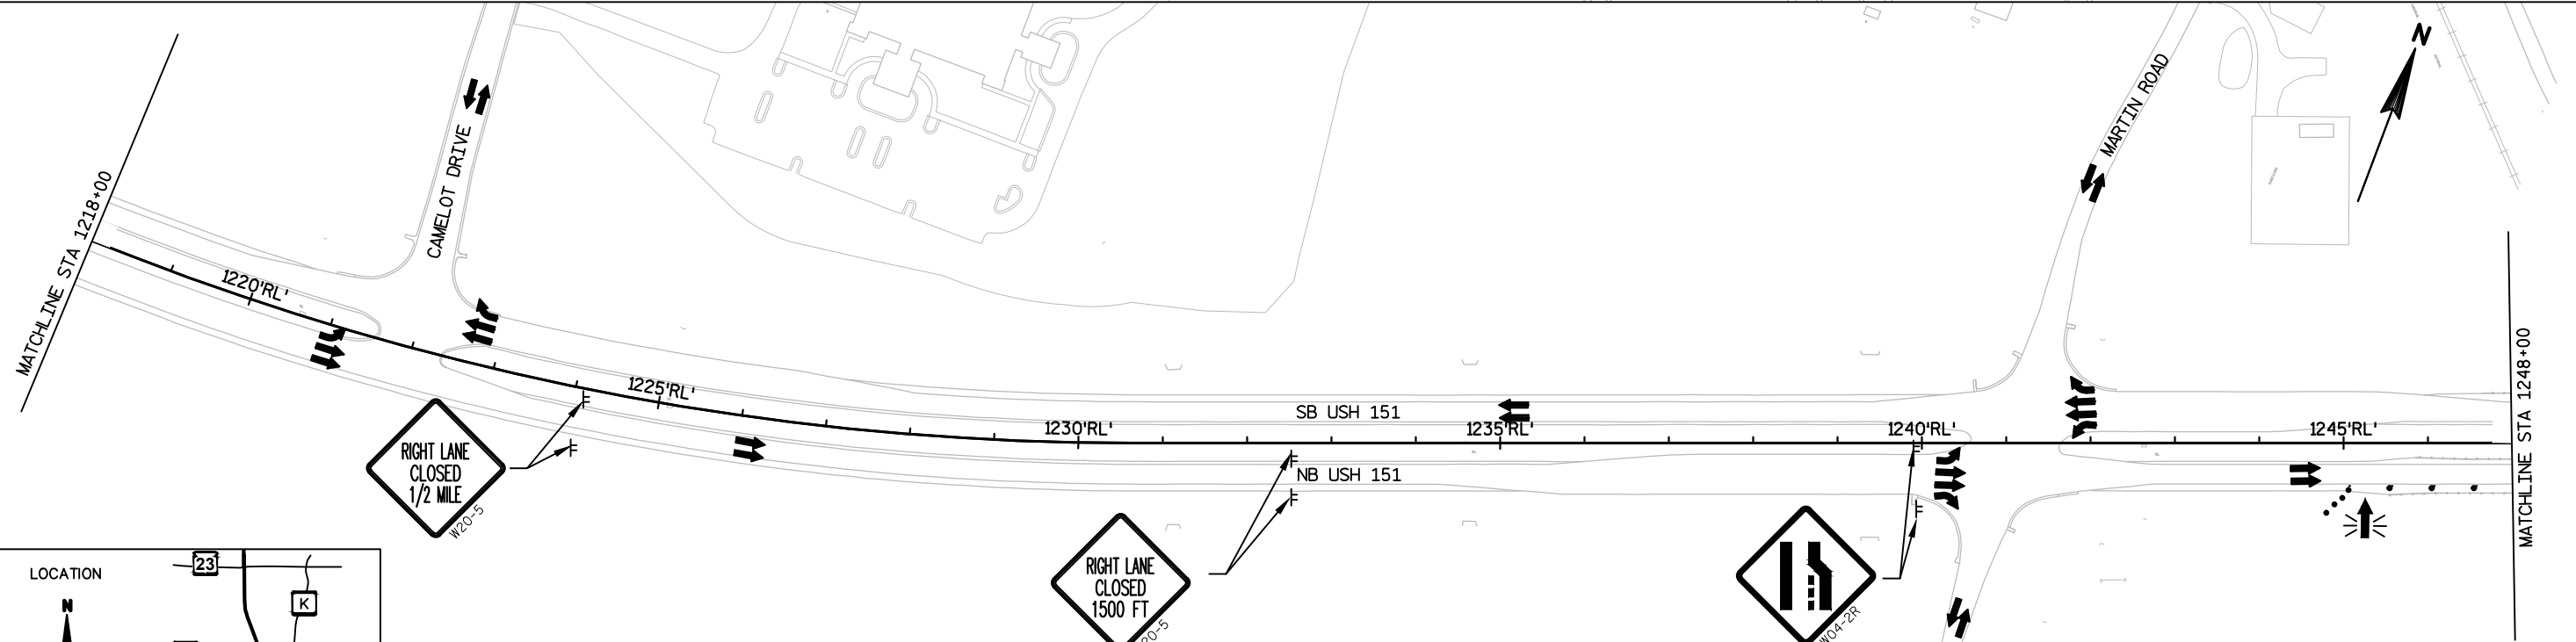 MATCHLINE STA 1218+00
CAMELOT DRIVE
MARTIN ROAD
N
MATCHLINE STA 1248+00
1220'RL'
1225'RL'
1230'RL'
1235'RL'
1240'RL'
1245'RL'
SB USH 151
NB USH 151
RIGHT LANE
CLOSED
1/2 MILE
W20-5
RIGHT LANE
CLOSED
1500 FT
20-5
W04-2R
LOCATION
N
23
K